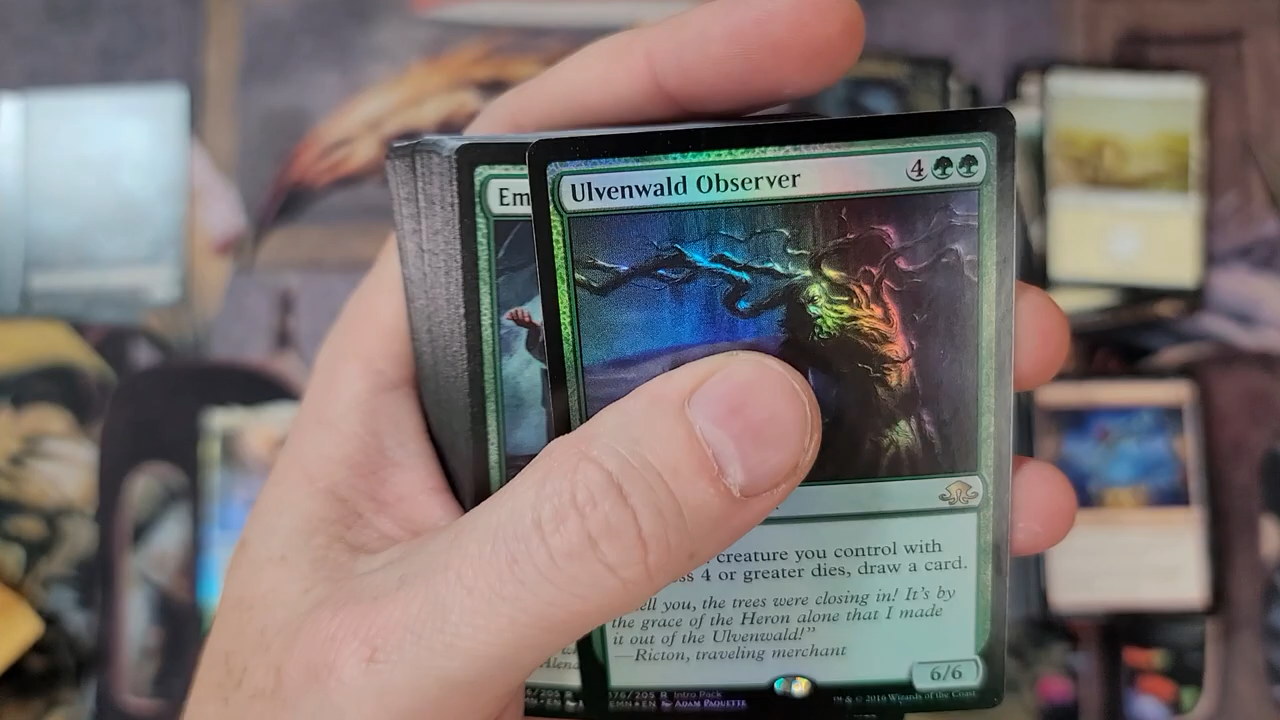 Em
Ulvenwald Observer
4
creature you control with
ss 4 or greater dies, draw a card.
ell you, the trees were closing in! It's by
the grace of the Heron alone that I made
it out of the Ulvenwald!"
—Ricton, traveling merchant
6/6
/205 R
176/205 R Intro Pack
EMN • EN Adam Paquette
™ & © 2016 Wizards of the Coast